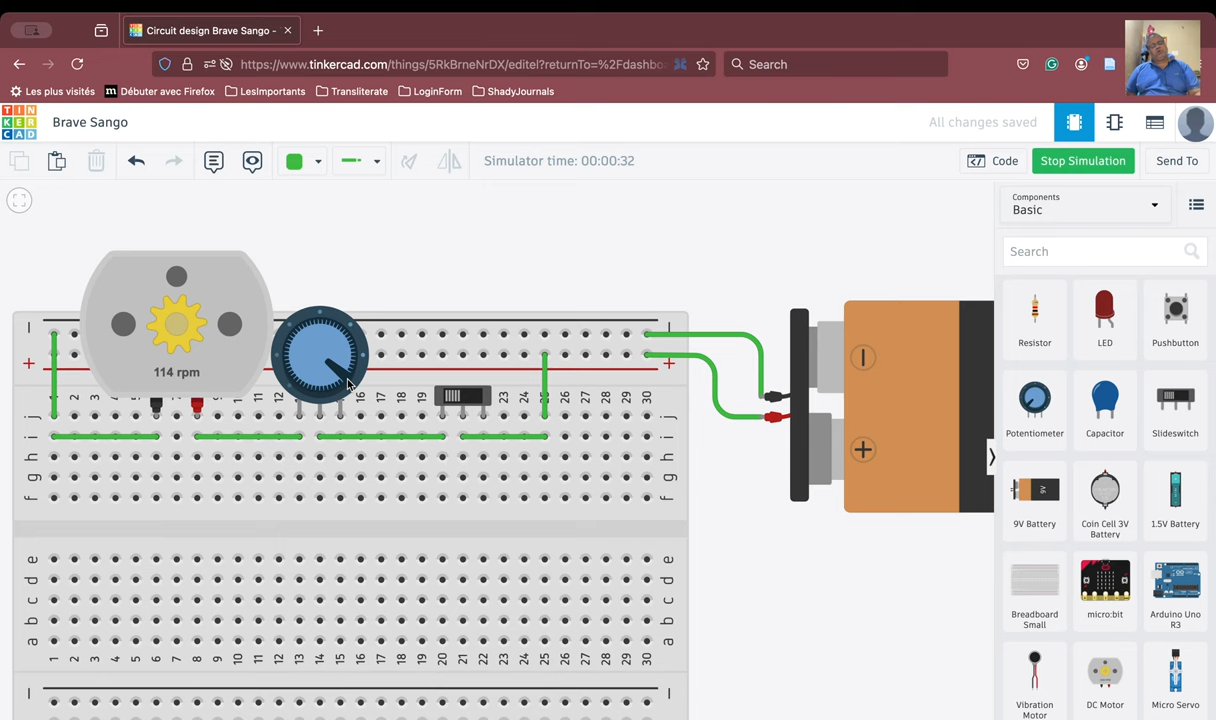 Circuit design Brave Sango -
https://www.tinkercad.com/things/5RkBrneNrDX/editel?returnTo=%2Fdashbo
Search
Les plus visités
Débuter avec Firefox
LesImportants
Transliterate
LoginForm
ShadyJournals
TIN
KER
CAD
Brave Sango
All changes saved
Simulator time: 00:00:32
Code
Stop Simulation
Send To
Components
Basic
Search
Resistor
LED
Pushbutton
Potentiometer
Capacitor
Slideswitch
9V Battery
Coin Cell 3V Battery
1.5V Battery
Breadboard Small
micro:bit
Arduino Uno R3
Vibration Motor
DC Motor
Micro Servo
114 rpm
j
i
h
g
f
e
d
c
b
a
1 2 3 4 5 6 7 8 9 10 11 12 13 14 15 16 17 18 19 20 21 22 23 24 25 26 27 28 29 30